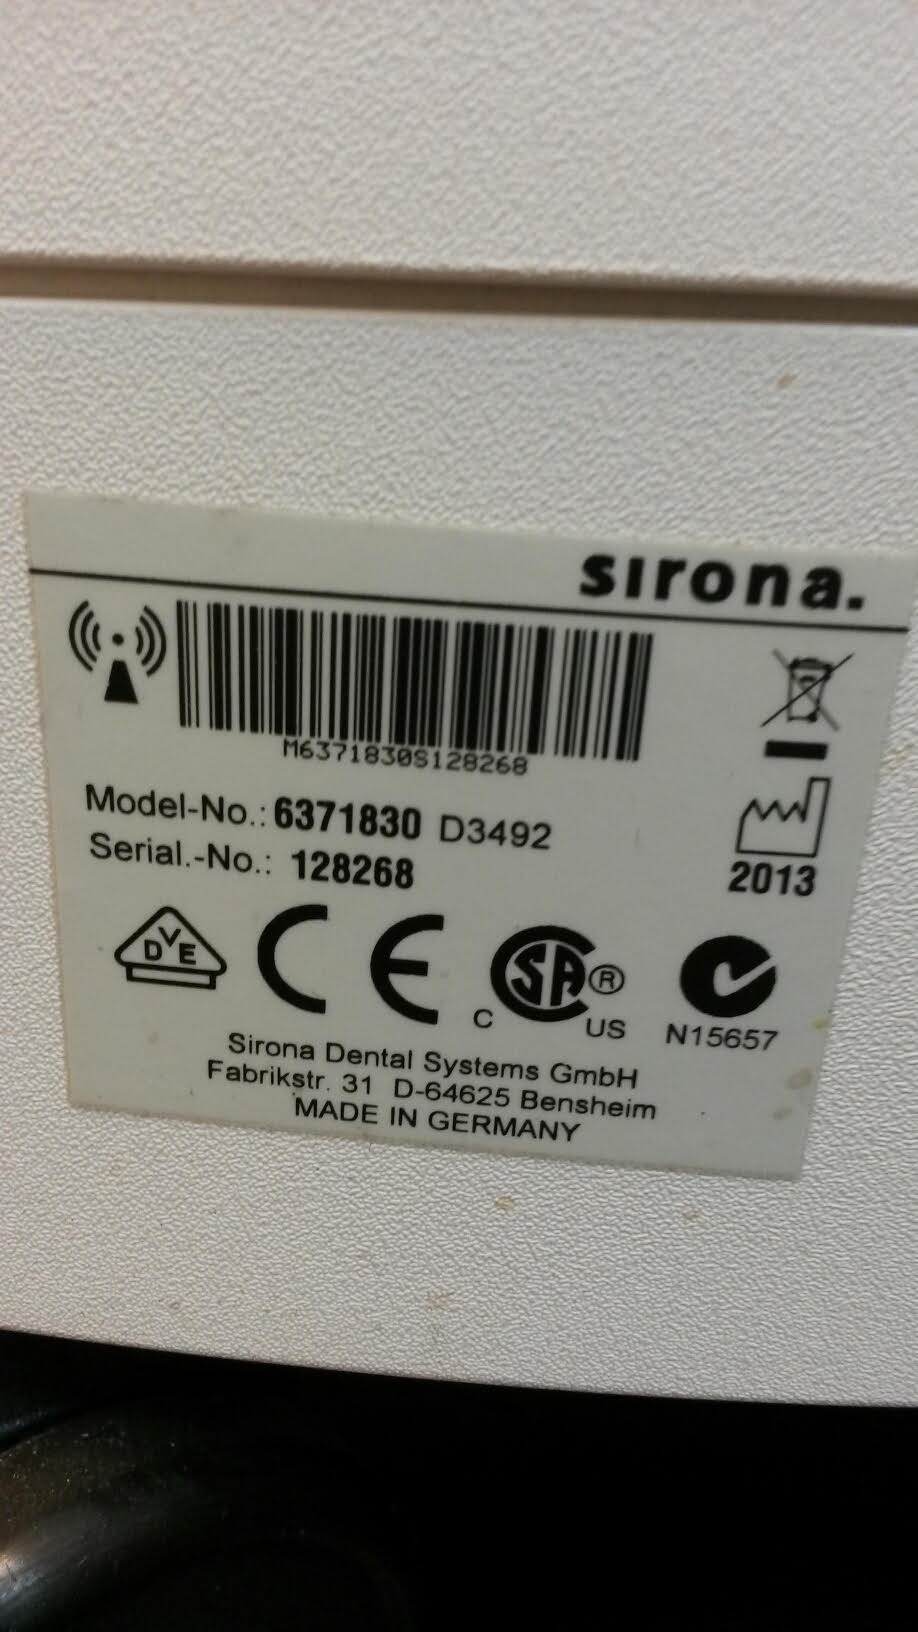 sırona.
M6371830S128268
Model-No.: 6371830 D3492
Serial.-No.: 128268
2013
DVE
CE
C SA ® US
N15657
Sirona Dental Systems GmbH
Fabrikstr. 31 D-64625 Bensheim
MADE IN GERMANY